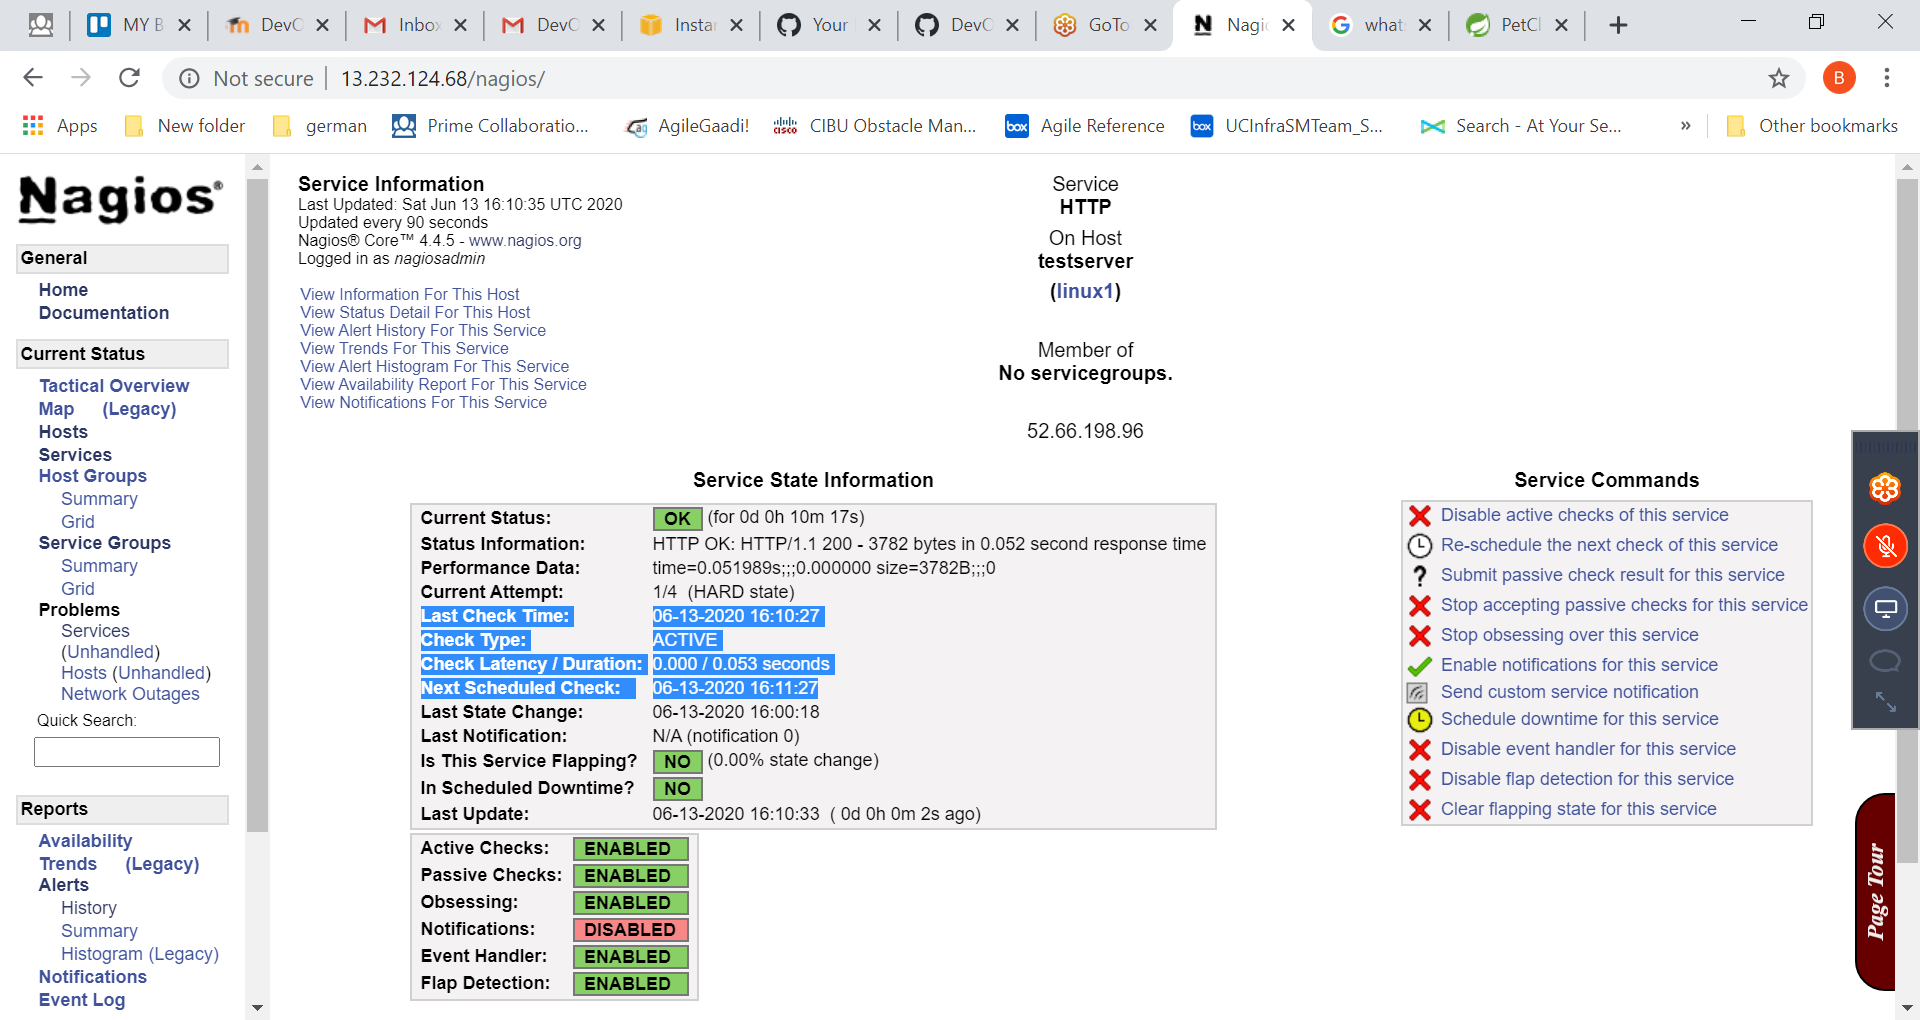 MY B
DevO
Inbox
DevO
Instar
Your
DevO
GoTo
Nagio
what
PetCl
Not secure
13.232.124.68/nagios/
B
Apps
New folder
german
Prime Collaboratio...
AgileGaadi!
CIBU Obstacle Man...
Agile Reference
UCInfraSMTeam_S...
Search - At Your Se...
»
Other bookmarks
Nagios®
General
Home
Documentation
Current Status
Tactical Overview
Map (Legacy)
Hosts
Services
Host Groups
Summary
Grid
Service Groups
Summary
Grid
Problems
Services
(Unhandled)
Hosts (Unhandled)
Network Outages
Quick Search:
Reports
Availability
Trends (Legacy)
Alerts
History
Summary
Histogram (Legacy)
Notifications
Event Log
Service Information
Last Updated: Sat Jun 13 16:10:35 UTC 2020
Updated every 90 seconds
Nagios® Core™ 4.4.5 - www.nagios.org
Logged in as nagiosadmin
View Information For This Host
View Status Detail For This Host
View Alert History For This Service
View Trends For This Service
View Alert Histogram For This Service
View Availability Report For This Service
View Notifications For This Service
Service
HTTP
On Host
testserver
(linux1)
Member of
No servicegroups.
52.66.198.96
Service State Information
Current Status: OK (for 0d 0h 10m 17s)
Status Information: HTTP OK: HTTP/1.1 200 - 3782 bytes in 0.052 second response time
Performance Data: time=0.051989s;;;0.000000 size=3782B;;;0
Current Attempt: 1/4 (HARD state)
Last Check Time: 06-13-2020 16:10:27
Check Type: ACTIVE
Check Latency / Duration: 0.000 / 0.053 seconds
Next Scheduled Check: 06-13-2020 16:11:27
Last State Change: 06-13-2020 16:00:18
Last Notification: N/A (notification 0)
Is This Service Flapping? NO (0.00% state change)
In Scheduled Downtime? NO
Last Update: 06-13-2020 16:10:33 ( 0d 0h 0m 2s ago)
Active Checks: ENABLED
Passive Checks: ENABLED
Obsessing: ENABLED
Notifications: DISABLED
Event Handler: ENABLED
Flap Detection: ENABLED
Service Commands
Disable active checks of this service
Re-schedule the next check of this service
Submit passive check result for this service
Stop accepting passive checks for this service
Stop obsessing over this service
Enable notifications for this service
Send custom service notification
Schedule downtime for this service
Disable event handler for this service
Disable flap detection for this service
Clear flapping state for this service
Page Tour